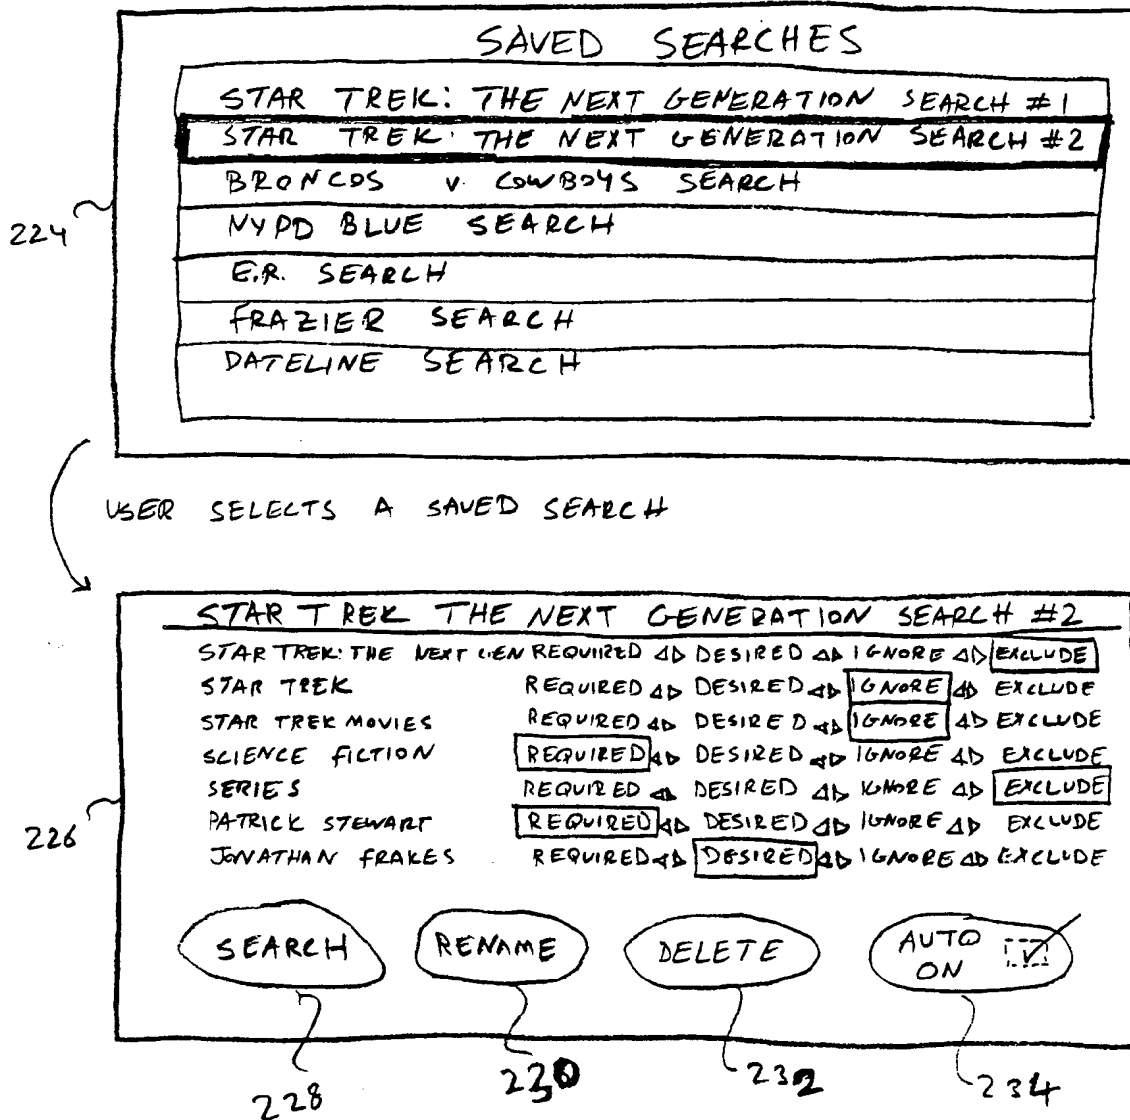 SAVED SEARCHES
STAR TREK: THE NEXT GENERATION SEARCH #1
STAR TREK: THE NEXT GENERATION SEARCH #2
BRONCOS v. COWBOYS SEARCH
224
NYPD BLUE SEARCH
E.R. SEARCH
FRAZIER SEARCH
DATELINE SEARCH
USER SELECTS A SAVED SEARCH
STAR TREK THE NEXT GENERATION SEARCH #2
STAR TREK: THE NEXT GEN REQUIRED DESIRED IGNORE EXCLUDE
STAR TREK REQUIRED DESIRED IGNORE EXCLUDE
STAR TREK MOVIES REQUIRED DESIRED IGNORE EXCLUDE
SCIENCE FICTION REQUIRED DESIRED IGNORE EXCLUDE
SERIES REQUIRED DESIRED IGNORE EXCLUDE
226
PATRICK STEWART REQUIRED DESIRED IGNORE EXCLUDE
JONATHAN FRAKES REQUIRED DESIRED IGNORE EXCLUDE
SEARCH RENAME DELETE AUTO ON
228 230 232 234